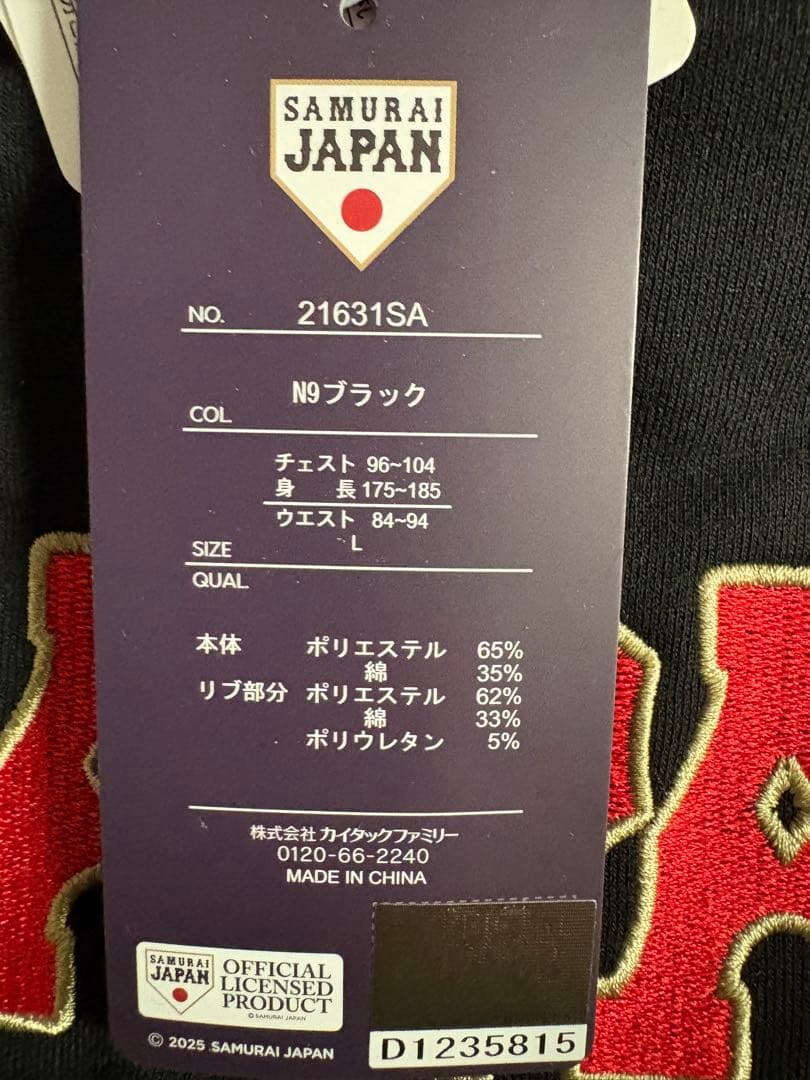 SAMURAI
JAPAN
NO. 21631SA
N9ブラック
COL
チェスト 96~104
身 長 175~185
ウエスト 84~94
SIZE L
QUAL
本体 ポリエステル 65%
綿 35%
リブ部分 ポリエステル 62%
綿 33%
ポリウレタン 5%
株式会社 カイタックファミリー
0120-66-2240
MADE IN CHINA
SAMURAI
JAPAN
OFFICIAL
LICENSED
PRODUCT
© SAMURAI JAPAN
© 2025 SAMURAI JAPAN
D1235815